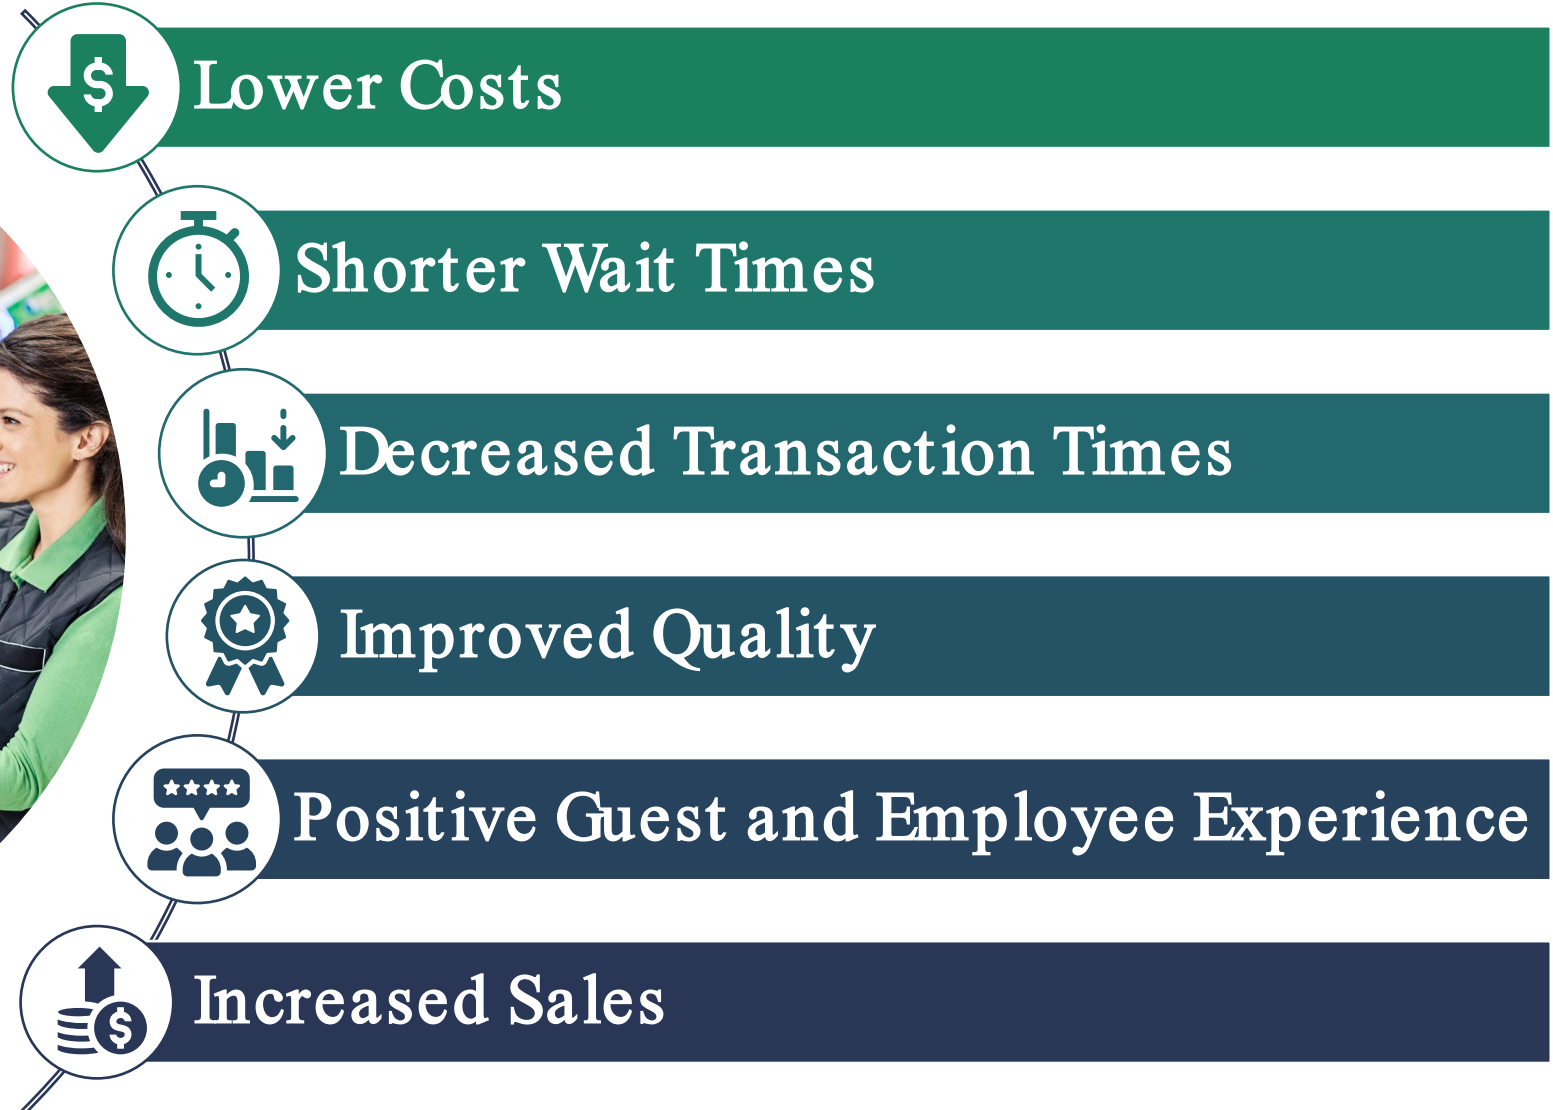 $
Lower Costs
Shorter Wait Times
Decreased Transaction Times
Improved Quality
Positive Guest and Employee Experience
$
Increased Sales